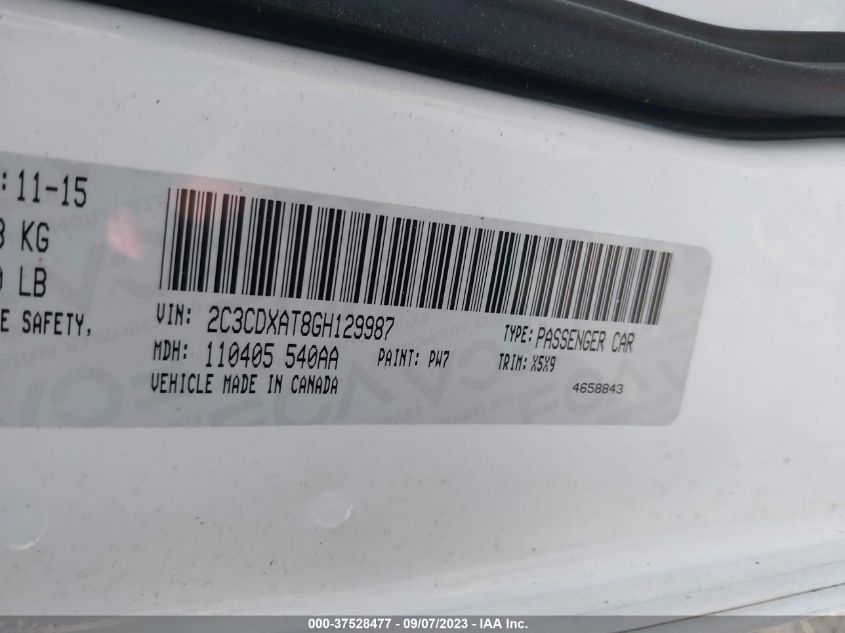 : 11-15
KG
LB
E SAFETY,
VIN: 2C3CDXAT8GH129987
TYPE: PASSENGER CAR
MDH: 110405 540AA
PAINT: PW7
TRIM: X5X9
VEHICLE MADE IN CANADA
4658843
000-37528477 - 09/07/2023 - IAA Inc.